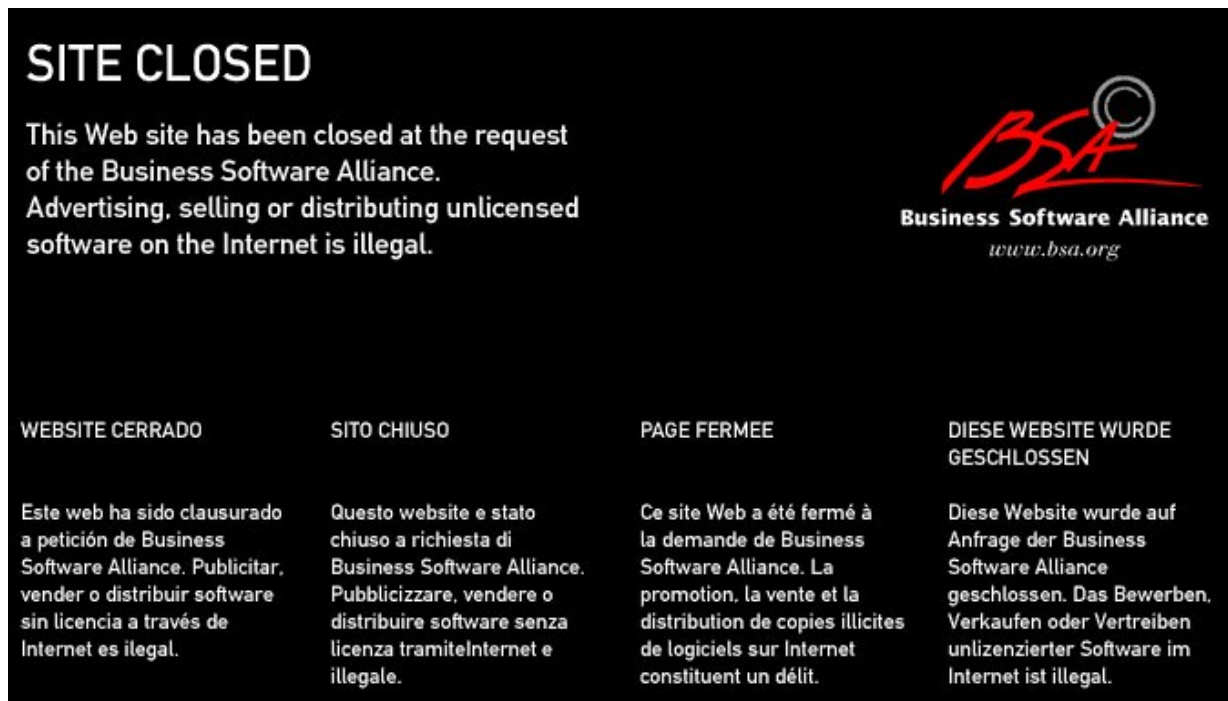 SITE CLOSED
This Web site has been closed at the request
of the Business Software Alliance.
Advertising, selling or distributing unlicensed
software on the Internet is illegal.
BSA ©
Business Software Alliance
www.bsa.org
WEBSITE CERRADO
Este web ha sido clausurado
a petición de Business
Software Alliance. Publicitar,
vender o distribuir software
sin licencia a través de
Internet es ilegal.
SITO CHIUSO
Questo website e stato
chiuso a richiesta di
Business Software Alliance.
Pubblicizzare, vendere o
distribuire software senza
licenza tramiteInternet e
illegale.
PAGE FERMEE
Ce site Web a été fermé à
la demande de Business
Software Alliance. La
promotion, la vente et la
distribution de copies illicites
de logiciels sur Internet
constituent un délit.
DIESE WEBSITE WURDE
GESCHLOSSEN
Diese Website wurde auf
Anfrage der Business
Software Alliance
geschlossen. Das Bewerben,
Verkaufen oder Vertreiben
unlizenzierter Software im
Internet ist illegal.